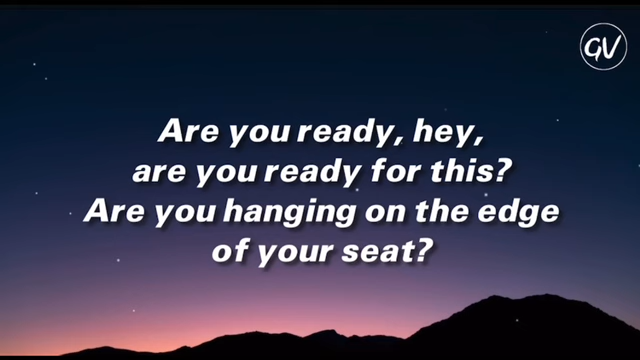 GV
Are you ready, hey,
are you ready for this?
Are you hanging on the edge
of your seat?